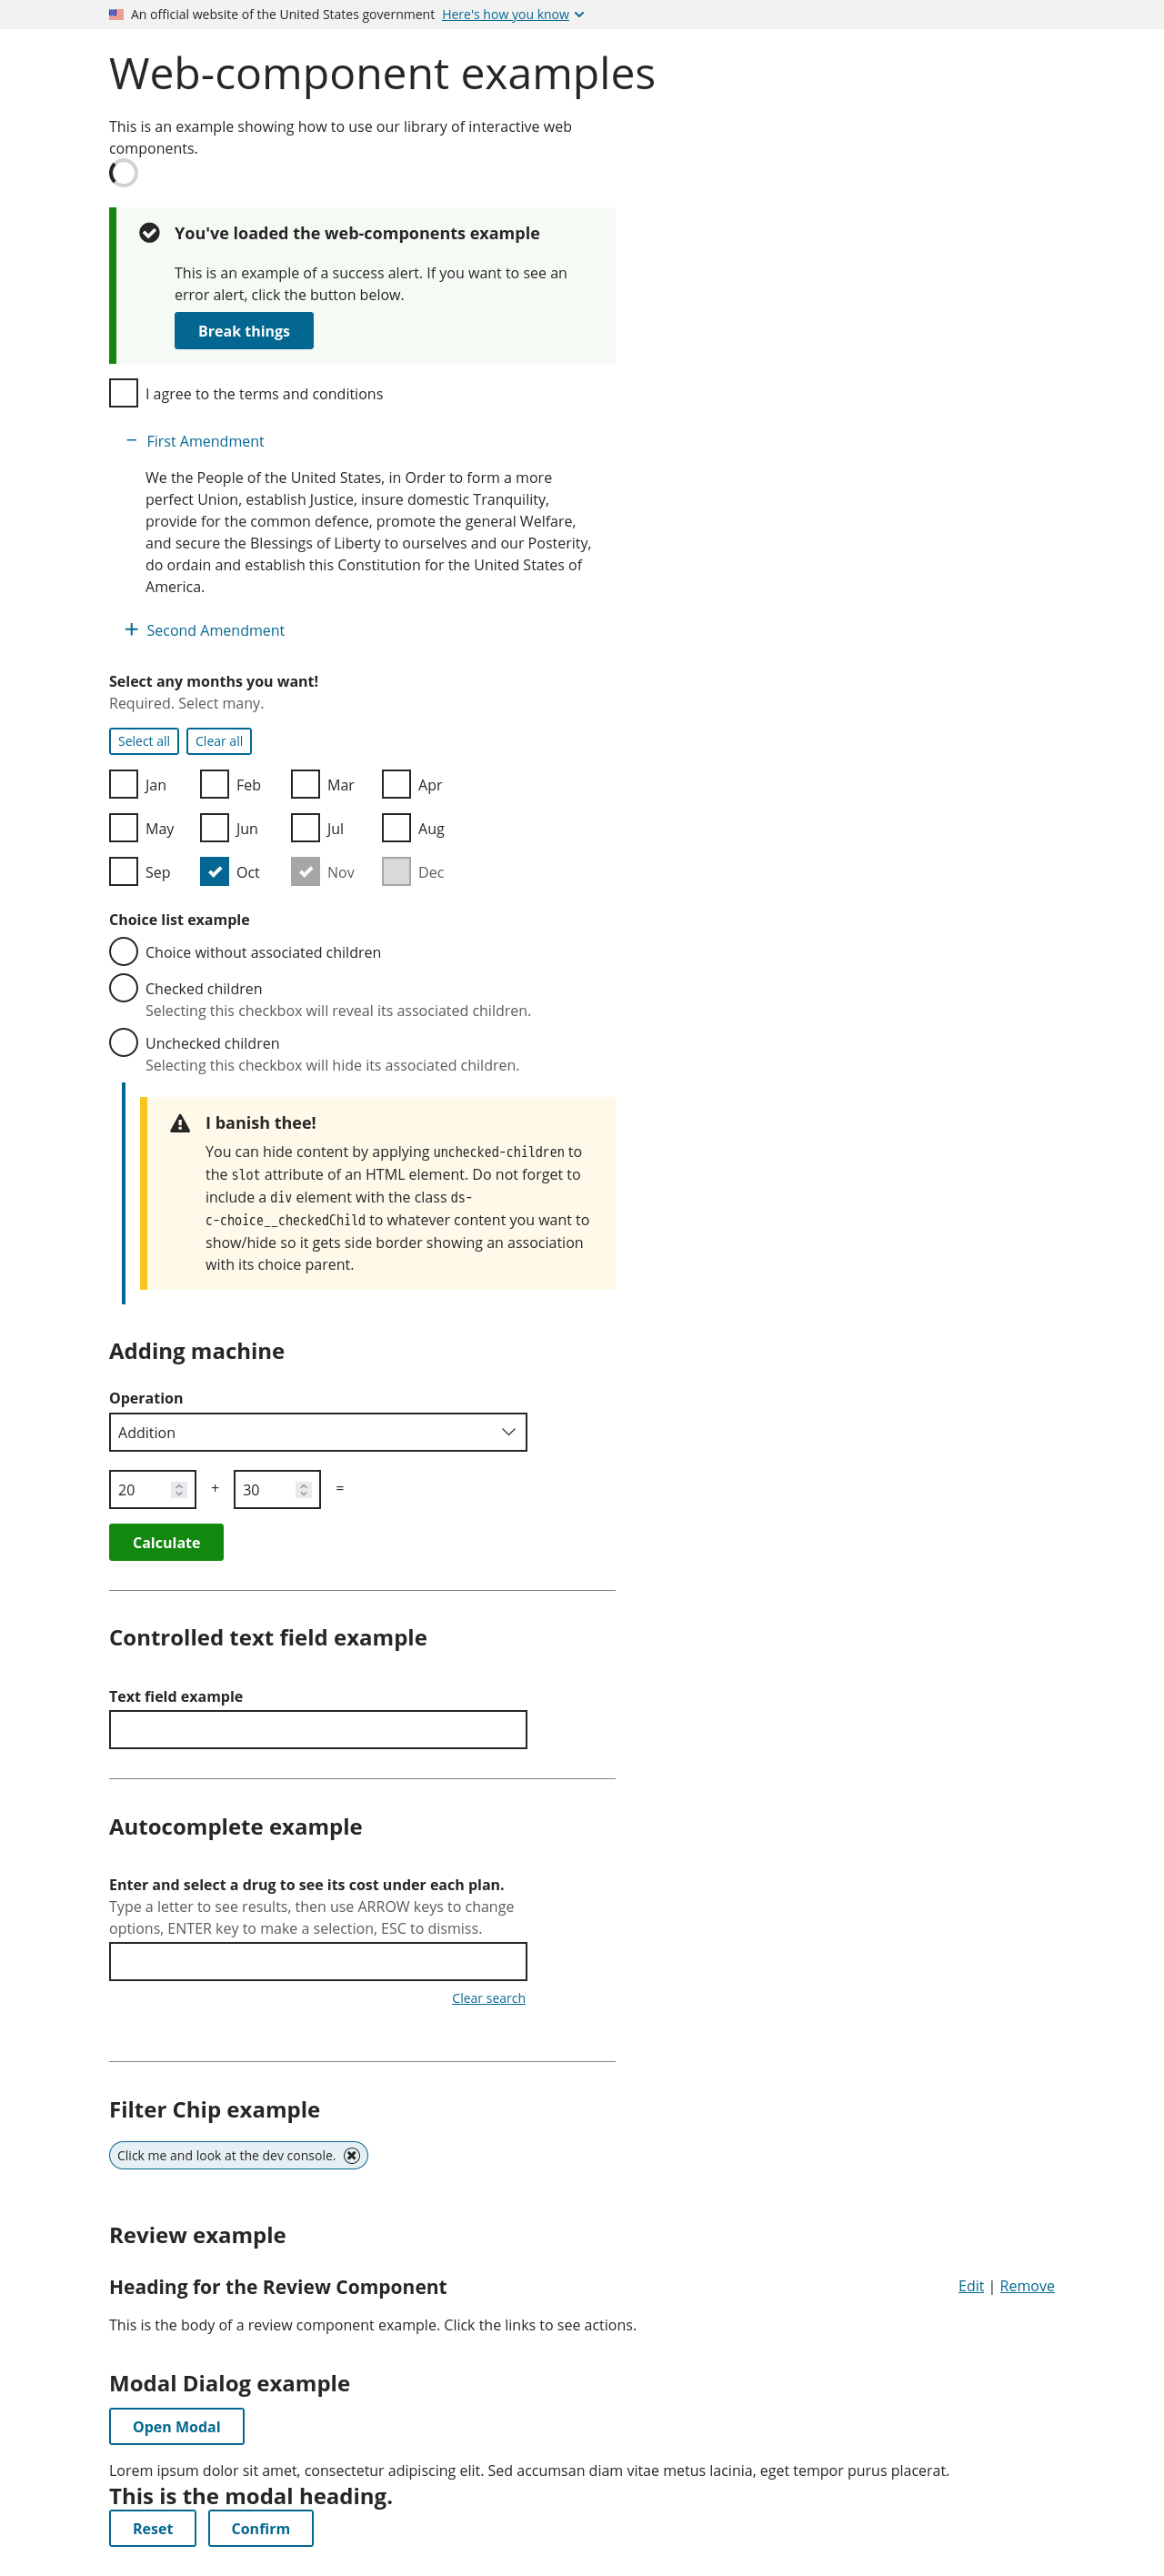 An official website of the United States government Here's how you know
Web-component examples
This is an example showing how to use our library of interactive web
components.
You've loaded the web-components example
This is an example of a success alert. If you want to see an
error alert, click the button below.
Break things
I agree to the terms and conditions
First Amendment
We the People of the United States, in Order to form a more
perfect Union, establish Justice, insure domestic Tranquility,
provide for the common defence, promote the general Welfare,
and secure the Blessings of Liberty to ourselves and our Posterity,
do ordain and establish this Constitution for the United States of
America.
Second Amendment
Select any months you want!
Required. Select many.
Select all Clear all
Jan Feb Mar Apr
May Jun Jul Aug
Sep Oct Nov Dec
Choice list example
Choice without associated children
Checked children
Selecting this checkbox will reveal its associated children.
Unchecked children
Selecting this checkbox will hide its associated children.
I banish thee!
You can hide content by applying unchecked-children to
the slot attribute of an HTML element. Do not forget to
include a div element with the class ds-
c-choice__checkedChild to whatever content you want to
show/hide so it gets side border showing an association
with its choice parent.
Adding machine
Operation
Addition
20 + 30 =
Calculate
Controlled text field example
Text field example
Autocomplete example
Enter and select a drug to see its cost under each plan.
Type a letter to see results, then use ARROW keys to change
options, ENTER key to make a selection, ESC to dismiss.
Clear search
Filter Chip example
Click me and look at the dev console.
Review example
Heading for the Review Component Edit | Remove
This is the body of a review component example. Click the links to see actions.
Modal Dialog example
Open Modal
Lorem ipsum dolor sit amet, consectetur adipiscing elit. Sed accumsan diam vitae metus lacinia, eget tempor purus placerat.
This is the modal heading.
Reset Confirm